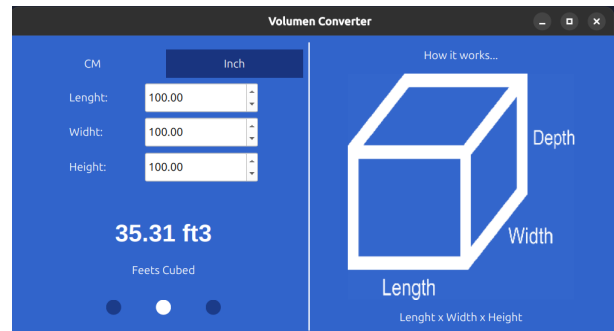 Volumen Converter
CM
Inch
Lenght:
100.00
Widht:
100.00
Height:
100.00
35.31 ft3
Feets Cubed
How it works...
Depth
Width
Length
Lenght x Width x Height